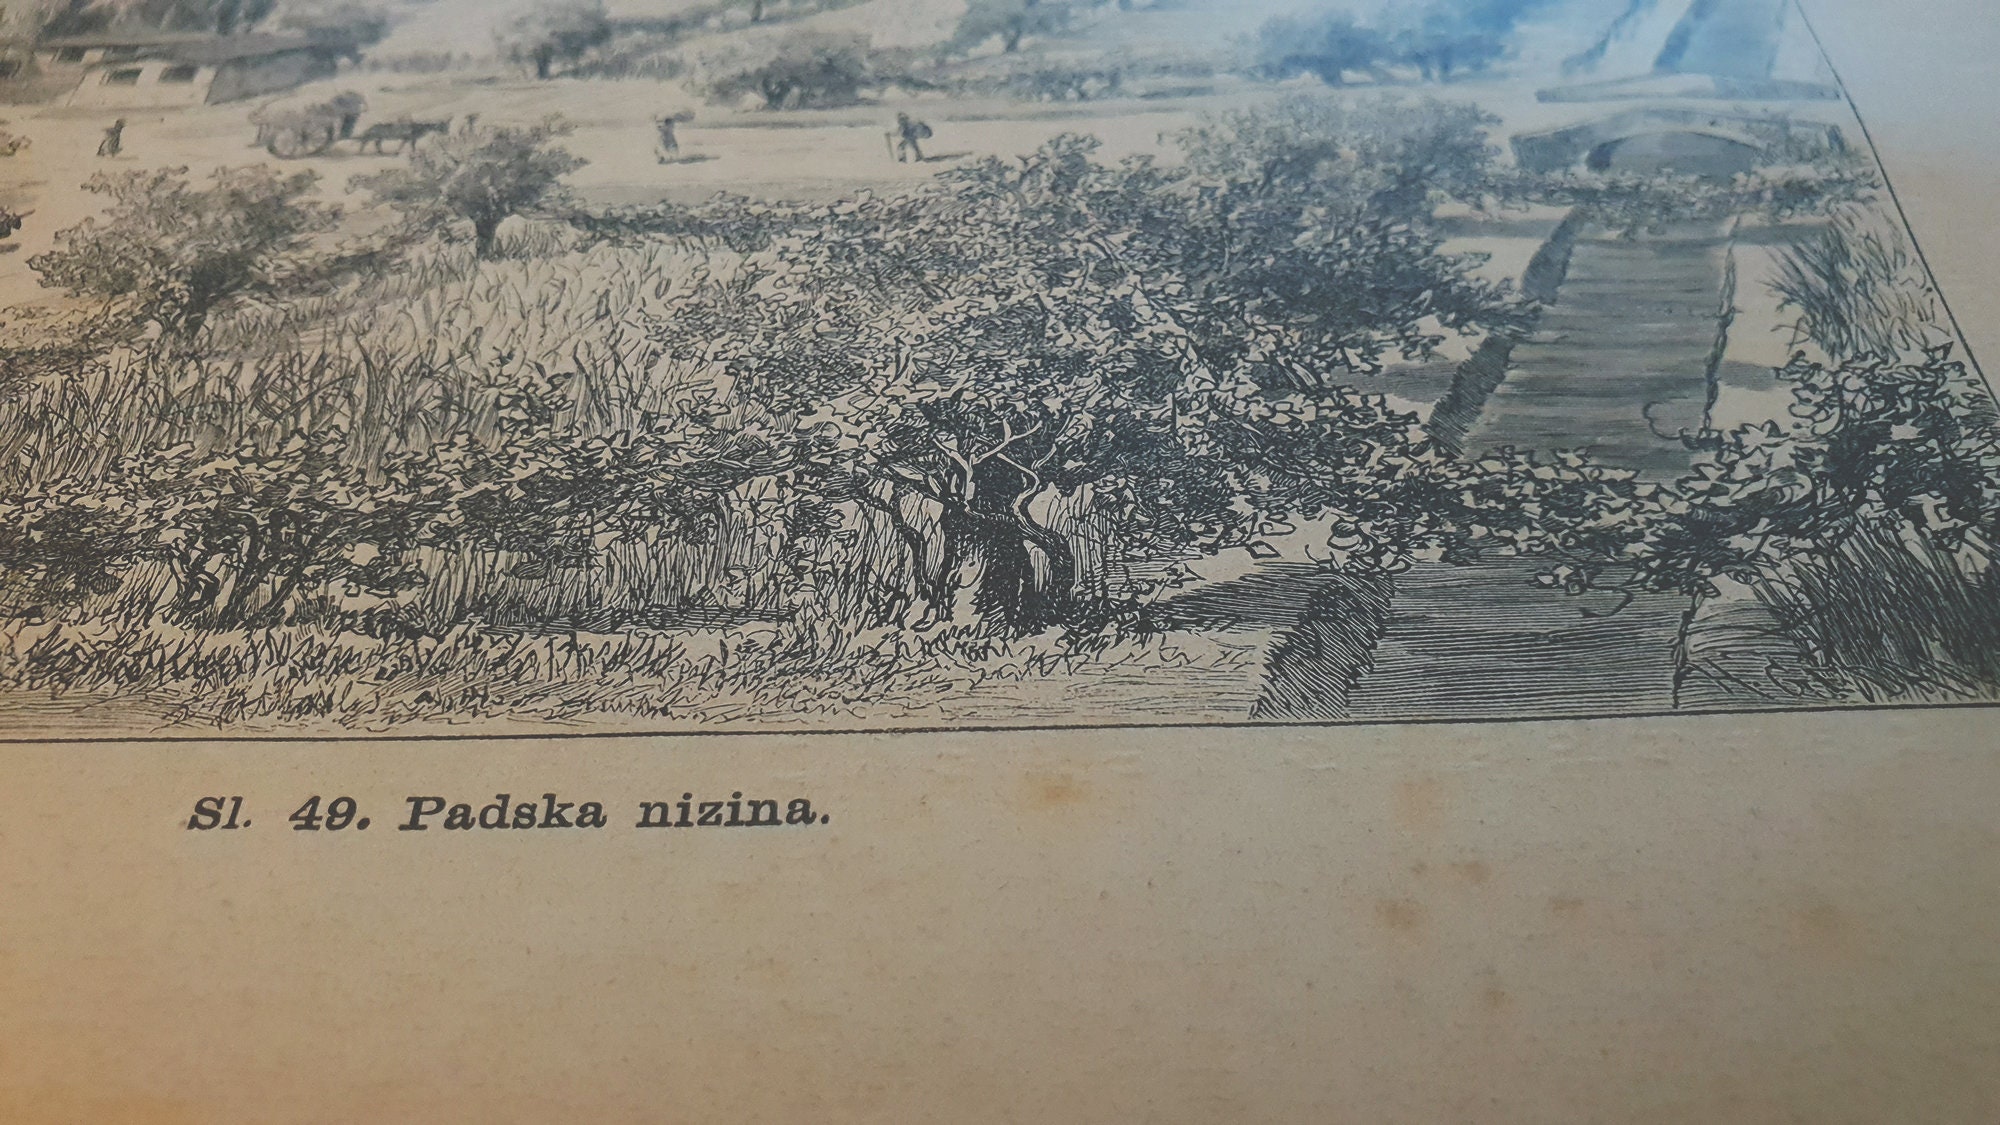 Sl. 49. Padska nizina.